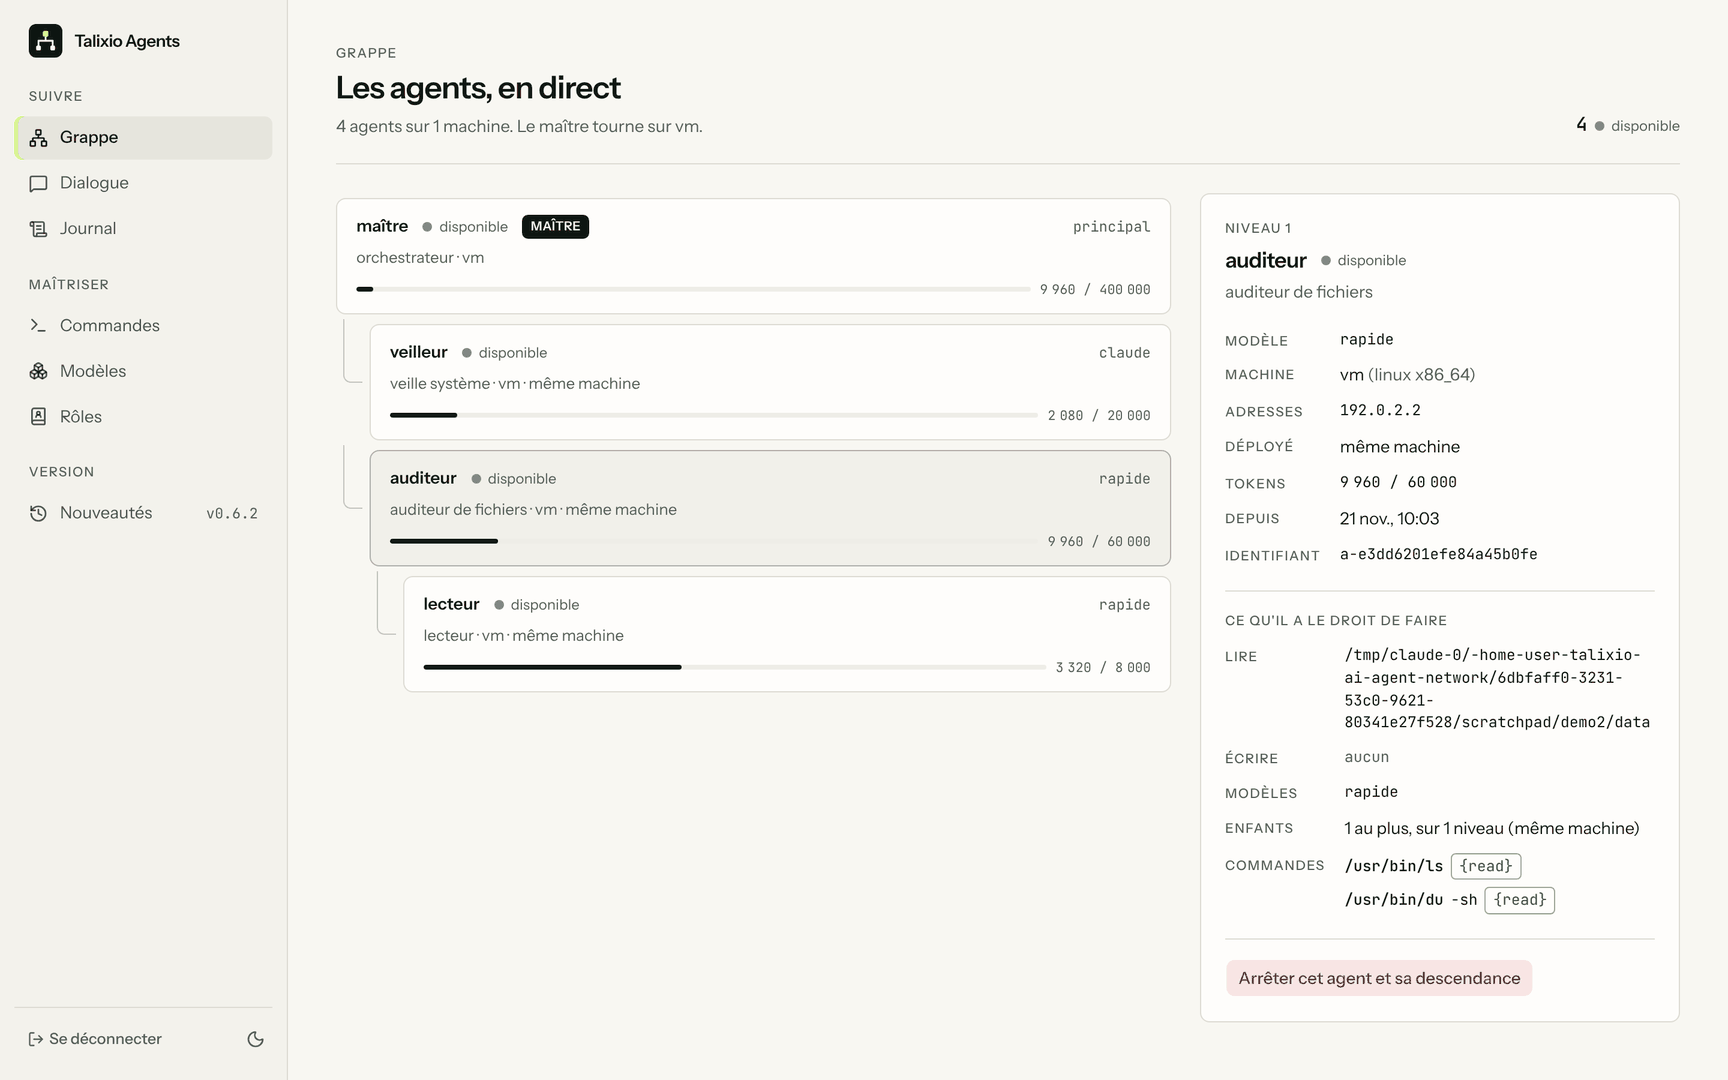 Talixio Agents
SUIVRE
Grappe
Dialogue
Journal
MAÎTRISER
Commandes
Modèles
Rôles
VERSION
Nouveautés v0.6.2
Se déconnecter
GRAPPE
Les agents, en direct
4 agents sur 1 machine. Le maître tourne sur vm.
4 disponible
maître disponible MAÎTRE principal
orchestrateur · vm
9 960 / 400 000
veilleur disponible claude
veille système · vm · même machine
2 080 / 20 000
auditeur disponible rapide
auditeur de fichiers · vm · même machine
9 960 / 60 000
lecteur disponible rapide
lecteur · vm · même machine
3 320 / 8 000
NIVEAU 1
auditeur disponible
auditeur de fichiers
MODÈLE rapide
MACHINE vm (linux x86_64)
ADRESSES 192.0.2.2
DÉPLOYÉ même machine
TOKENS 9 960 / 60 000
DEPUIS 21 nov., 10:03
IDENTIFIANT a-e3dd6201efe84a45b0fe
CE QU'IL A LE DROIT DE FAIRE
LIRE /tmp/claude-0/-home-user-talixio-
ai-agent-network/6dbfaff0-3231-
53c0-9621-
80341e27f528/scratchpad/demo2/data
ÉCRIRE aucun
MODÈLES rapide
ENFANTS 1 au plus, sur 1 niveau (même machine)
COMMANDES /usr/bin/ls {read}
/usr/bin/du -sh {read}
Arrêter cet agent et sa descendance